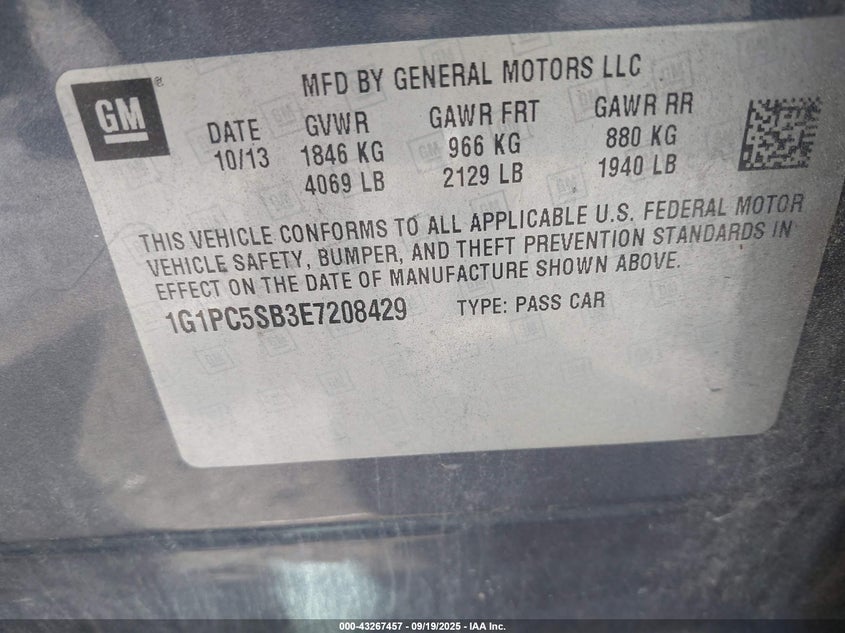 MFD BY GENERAL MOTORS LLC
GM ®
DATE GVWR GAWR FRT GAWR RR
10/13 1846 KG 966 KG 880 KG
4069 LB 2129 LB 1940 LB
THIS VEHICLE CONFORMS TO ALL APPLICABLE U.S. FEDERAL MOTOR
VEHICLE SAFETY, BUMPER, AND THEFT PREVENTION STANDARDS IN
EFFECT ON THE DATE OF MANUFACTURE SHOWN ABOVE.
1G1PC5SB3E7208429 TYPE: PASS CAR
000-43267457 - 09/19/2025 - IAA Inc.